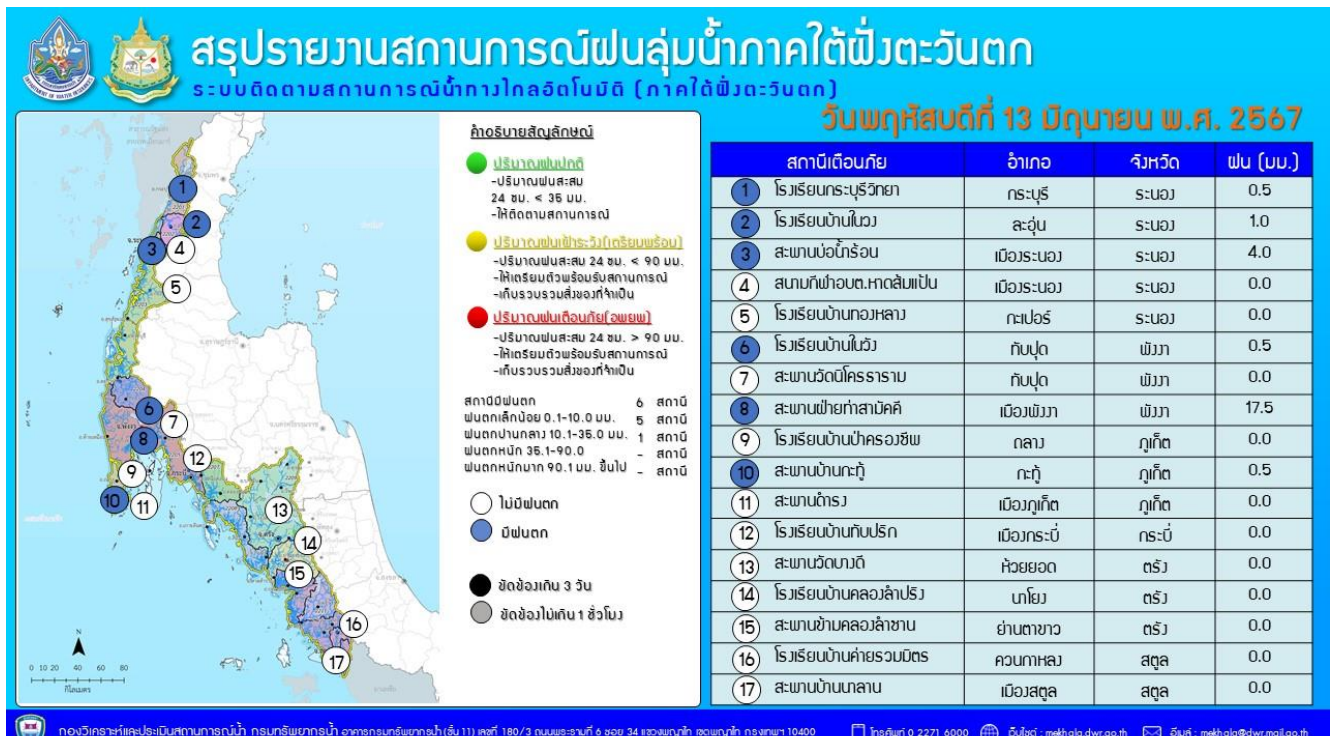 สรุปรายงานสถานการณ์ฝนลุ่มน้ำภาคใต้ฝั่งตะวันตก
ระบบติดตามสถานการณ์น้ำทางไกลอัตโนมัติ (ภาคใต้ฝั่งตะวันตก)
วันพฤหัสบดีที่ 13 มิถุนายน พ.ศ. 2567
คำอธิบายสัญลักษณ์
ปริมาณฝนปกติ
-ปริมาณฝนสะสม
24 ชม. < 35 มม.
-ให้ติดตามสถานการณ์
ปริมาณฝนเฝ้าระวัง(เตรียมพร้อม)
-ปริมาณฝนสะสม 24 ชม. < 90 มม.
-ให้เตรียมตัวพร้อมรับสถานการณ์
-เก็บรวบรวมสิ่งของที่จำเป็น
ปริมาณฝนเตือนภัย(อพยพ)
-ปริมาณฝนสะสม 24 ชม. > 90 มม.
-ให้เตรียมตัวพร้อมรับสถานการณ์
-เก็บรวบรวมสิ่งของที่จำเป็น
สถานีมีฝนตก 6 สถานี
ฝนตกเล็กน้อย 0.1-10.0 มม. 5 สถานี
ฝนตกปานกลาง 10.1-35.0 มม. 1 สถานี
ฝนตกหนัก 35.1-90.0 - สถานี
ฝนตกหนักมาก 90.1 มม. ขึ้นไป - สถานี
ไม่มีฝนตก
มีฝนตก
ขัดข้องเกิน 3 วัน
ขัดข้องไม่เกิน 1 ชั่วโมง
1
2
3
4
5
6
7
8
9
10
11
12
13
14
15
16
17
N
0 10 20 40 60 80
กิโลเมตร
สถานีเตือนภัย อำเภอ จังหวัด ฝน (มม.)
1 โรงเรียนกระบุรีวิทยา กระบุรี ระนอง 0.5
2 โรงเรียนบ้านในวง ละอุ่น ระนอง 1.0
3 สะพานบ่อน้ำร้อน เมืองระนอง ระนอง 4.0
4 สนามกีฬาอบต.หาดส้มแป้น เมืองระนอง ระนอง 0.0
5 โรงเรียนบ้านทองหลาง กะเปอร์ ระนอง 0.0
6 โรงเรียนบ้านในวัง ทับปุด พังงา 0.5
7 สะพานวัดนิโครธาราม ทับปุด พังงา 0.0
8 สะพานฝ่ายท่าสามัคคี เมืองพังงา พังงา 17.5
9 โรงเรียนบ้านป่าครองชีพ ถลาง ภูเก็ต 0.0
10 สะพานบ้านกะทู้ กะทู้ ภูเก็ต 0.5
11 สะพานดำรง เมืองภูเก็ต ภูเก็ต 0.0
12 โรงเรียนบ้านทับปริก เมืองกระบี่ กระบี่ 0.0
13 สะพานวัดบางดี ห้วยยอด ตรัง 0.0
14 โรงเรียนบ้านคลองลำปริง นาโยง ตรัง 0.0
15 สะพานข้ามคลองลำชาน ย่านตาขาว ตรัง 0.0
16 โรงเรียนบ้านค่ายรวมมิตร ควนกาหลง สตูล 0.0
17 สะพานบ้านนาลาน เมืองสตูล สตูล 0.0
กองวิเคราะห์และประเมินสถานการณ์น้ำ กรมทรัพยากรน้ำ อาคารกรมทรัพยากรน้ำ (ชั้น 11) เลขที่ 180/3 ถนนพระรามที่ 6 ซอย 34 แขวงพญาไท เขตพญาไท กรุงเทพฯ 10400 โทรศัพท์ 0 2271 6000 เว็บไซต์ : mekhala.dwr.go.th อีเมล์ : mekhala@dwr.mail.go.th